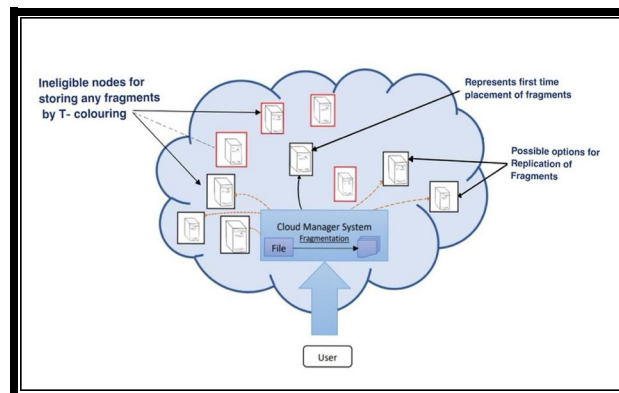 Ineligible nodes for
storing any fragments
by T- colouring
Represents first time
placement of fragments
Possible options for
Replication of
Fragments
Cloud Manager System
Fragmentation
File
User